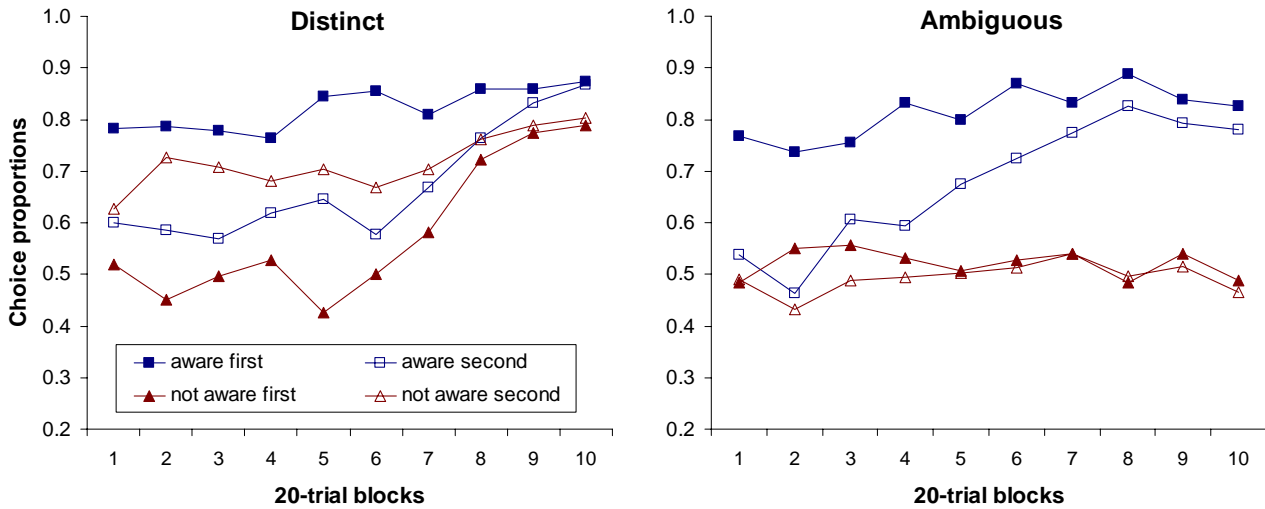 Distinct
Ambiguous
Choice proportions
1.0
0.9
0.8
0.7
0.6
0.5
0.4
0.3
0.2
aware first
aware second
not aware first
not aware second
1 2 3 4 5 6 7 8 9 10
20-trial blocks
1.0
0.9
0.8
0.7
0.6
0.5
0.4
0.3
0.2
1 2 3 4 5 6 7 8 9 10
20-trial blocks